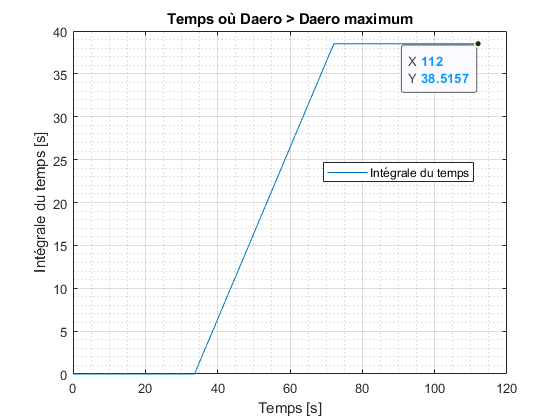 Temps où Daero > Daero maximum
40
35
30
25
20
15
10
5
0
Intégrale du temps [s]
X 112
Y 38.5157
Intégrale du temps
0 20 40 60 80 100 120
Temps [s]